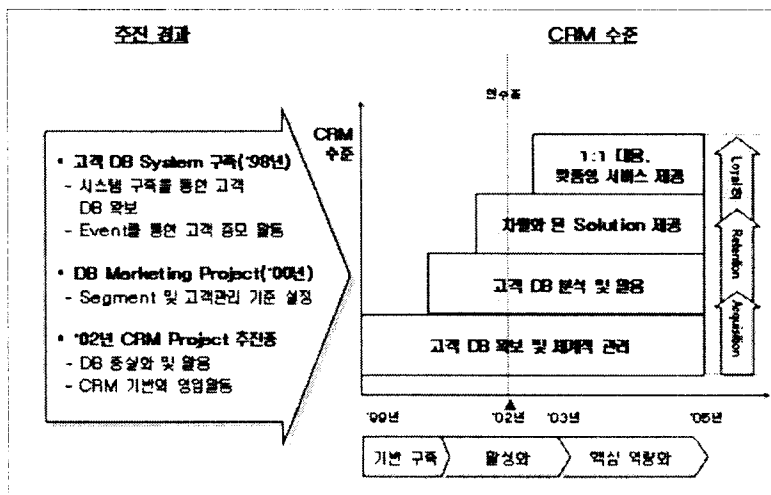 추진 경과
• 고객 DB System 구축('98년)
- 시스템 구축을 통한 고객
DB 확보
- Event를 통한 고객 증모 활동
• DB Marketing Project('00년)
- Segment 및 고객관리 기준 설정
• '02년 CRM Project 추진중
- DB 충실화 및 활용
- CRM 기반의 영업활동
CRM 수준
현수준
CRM
수준
1:1 대응,
맞춤형 서비스 제공
차별화 된 Solution 제공
고객 DB 분석 및 활용
고객 DB 확보 및 체계적 관리
Loyalty
Retention
Acquisition
'99년
'02년
'03년
'05년
기반 구축
활성화
핵심 역량화